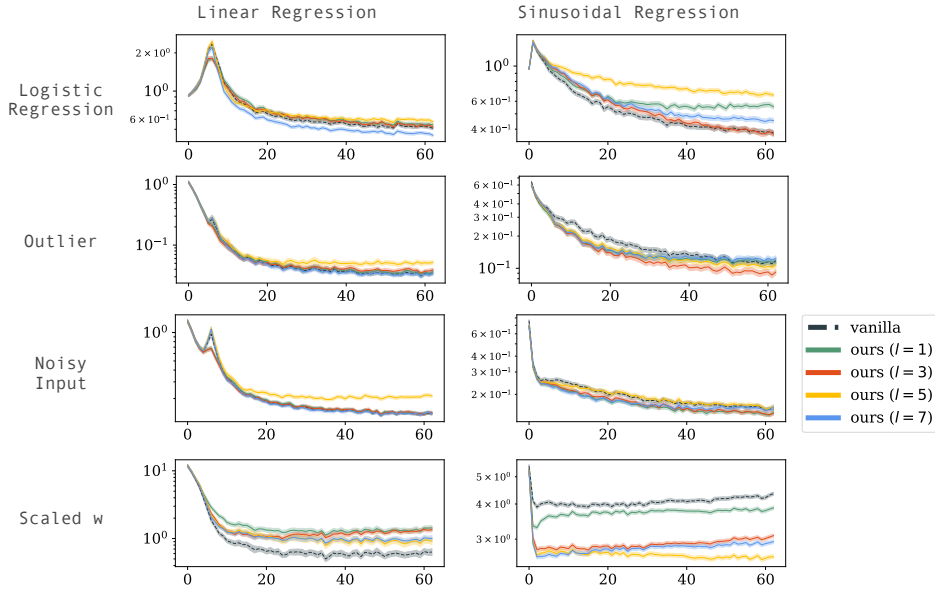 Linear Regression
Sinusoidal Regression
Logistic
Regression
2 × 10⁰
10⁰
6 × 10⁻¹
0 20 40 60
10⁰
6 × 10⁻¹
4 × 10⁻¹
0 20 40 60
Outlier
10⁰
10⁻¹
0 20 40 60
6 × 10⁻¹
4 × 10⁻¹
3 × 10⁻¹
2 × 10⁻¹
10⁻¹
0 20 40 60
Noisy
Input
10⁰
0 20 40 60
6 × 10⁻¹
4 × 10⁻¹
3 × 10⁻¹
2 × 10⁻¹
0 20 40 60
vanilla
ours (l = 1)
ours (l = 3)
ours (l = 5)
ours (l = 7)
Scaled w
10¹
10⁰
0 20 40 60
5 × 10⁰
4 × 10⁰
3 × 10⁰
0 20 40 60